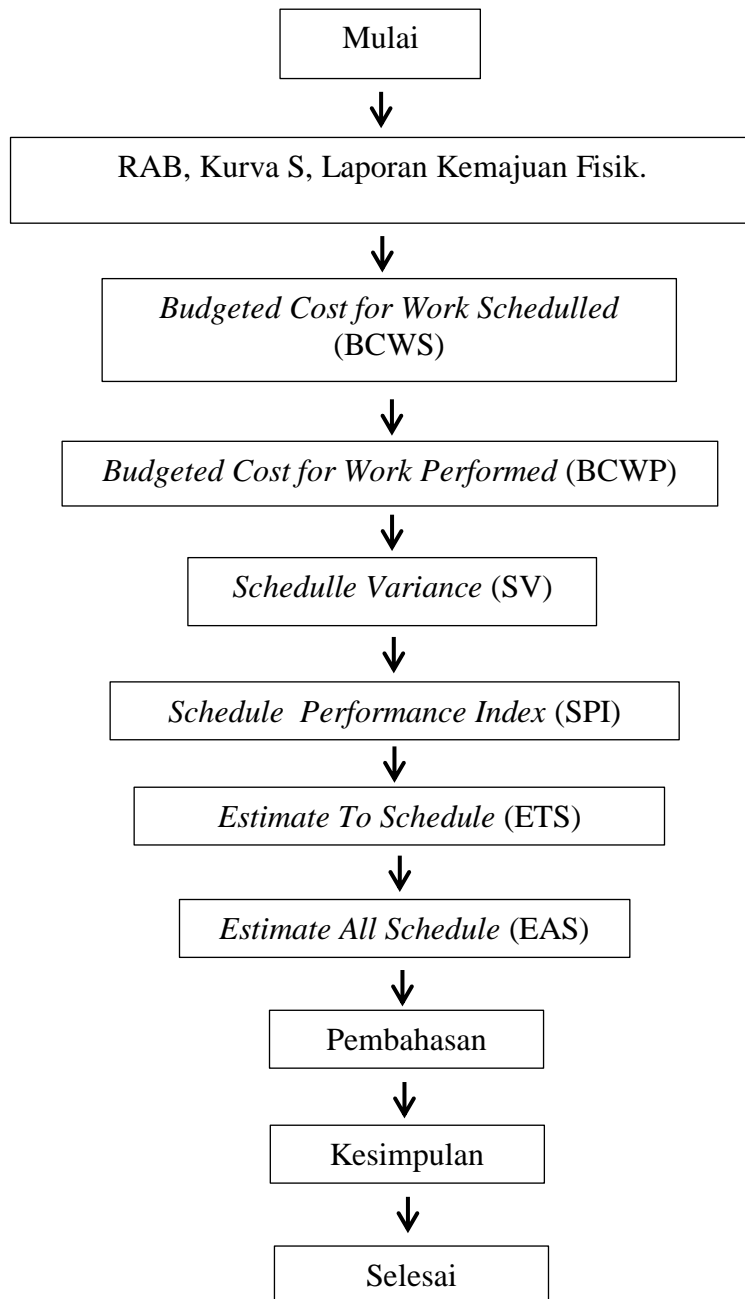 Mulai
RAB, Kurva S, Laporan Kemajuan Fisik.
Budgeted Cost for Work Schedulled
(BCWS)
Budgeted Cost for Work Performed (BCWP)
Schedulle Variance (SV)
Schedule  Performance Index (SPI)
Estimate To Schedule (ETS)
Estimate All Schedule (EAS)
Pembahasan
Kesimpulan
Selesai